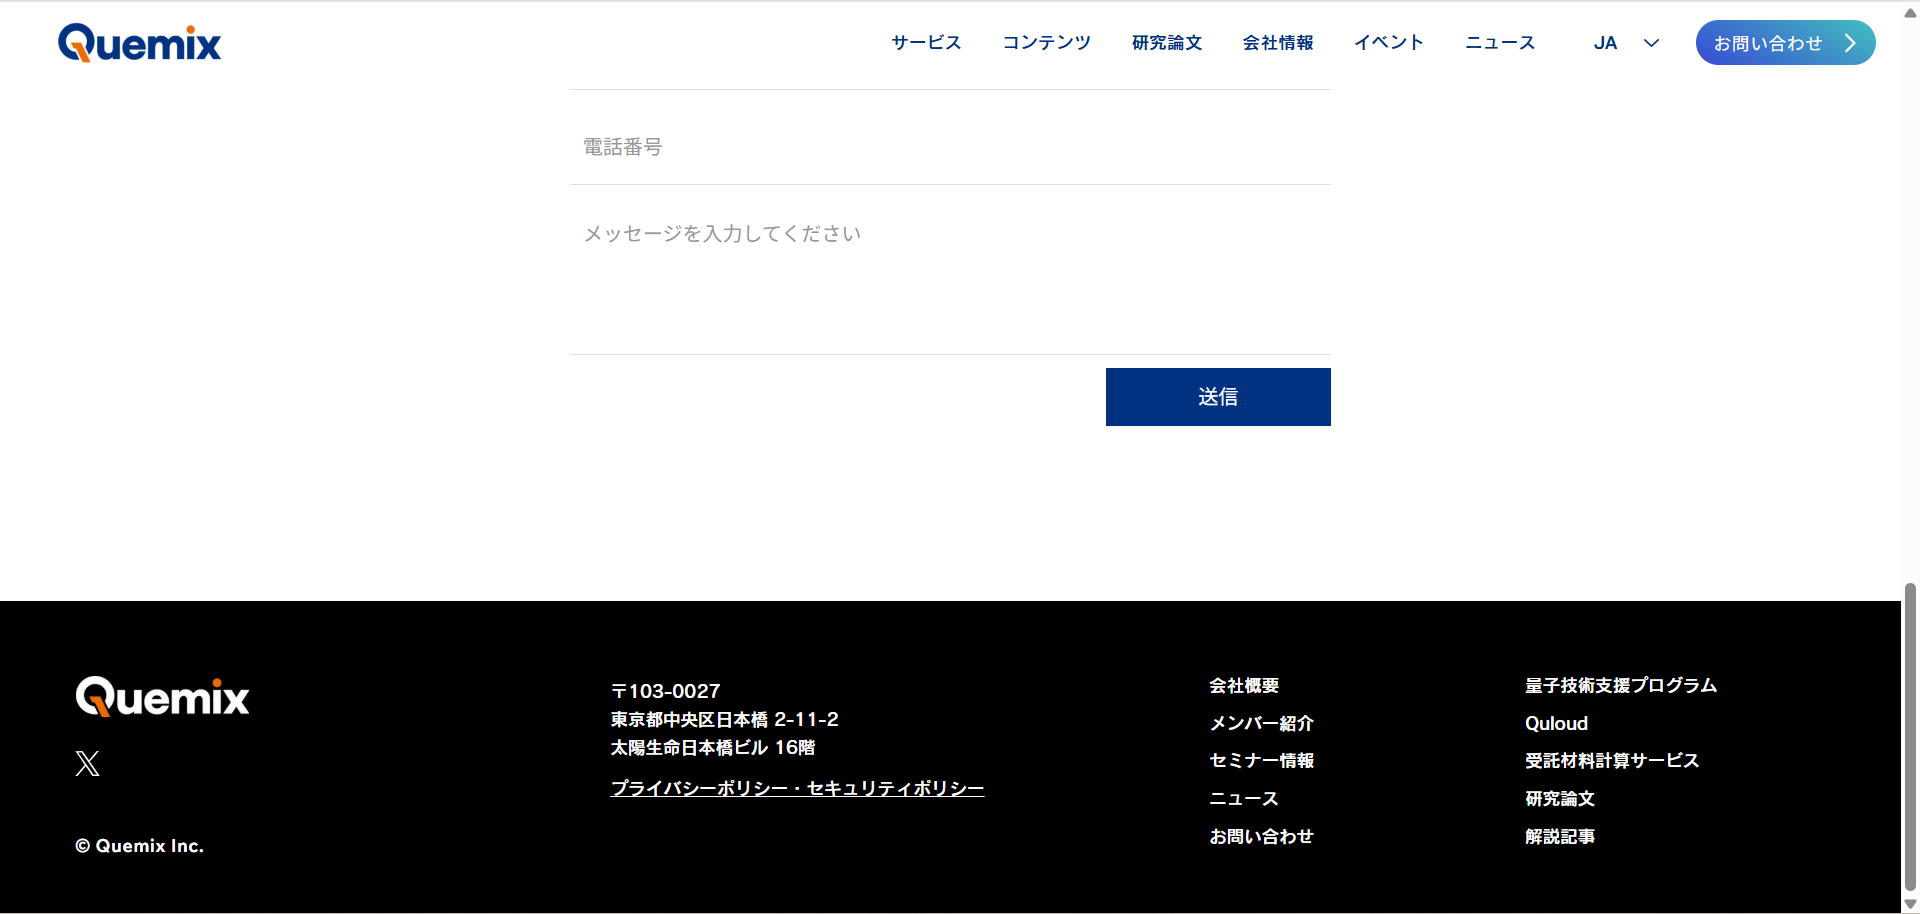 Quemix
サービス コンテンツ 研究論文 会社情報 イベント ニュース JA お問い合わせ
電話番号
メッセージを入力してください
送信
Quemix
© Quemix Inc.
〒103-0027
東京都中央区日本橋 2-11-2
太陽生命日本橋ビル 16階
プライバシーポリシー・セキュリティポリシー
会社概要
メンバー紹介
セミナー情報
ニュース
お問い合わせ
量子技術支援プログラム
Quloud
受託材料計算サービス
研究論文
解説記事